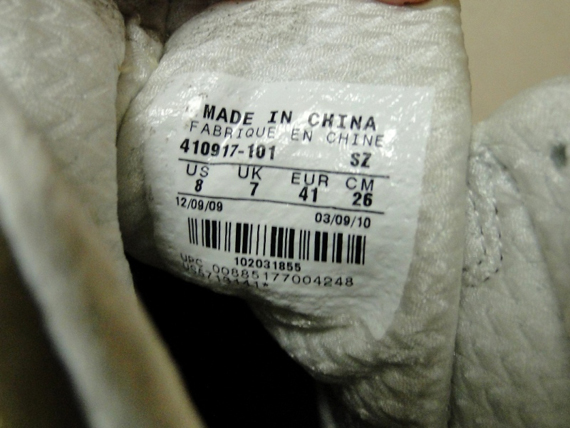 MADE IN CHINA
FABRIQUE EN CHINE
410917-101 SZ
US UK EUR CM
8 7 41 26
12/09/09 03/09/10
102031855
UPC 00885177004248